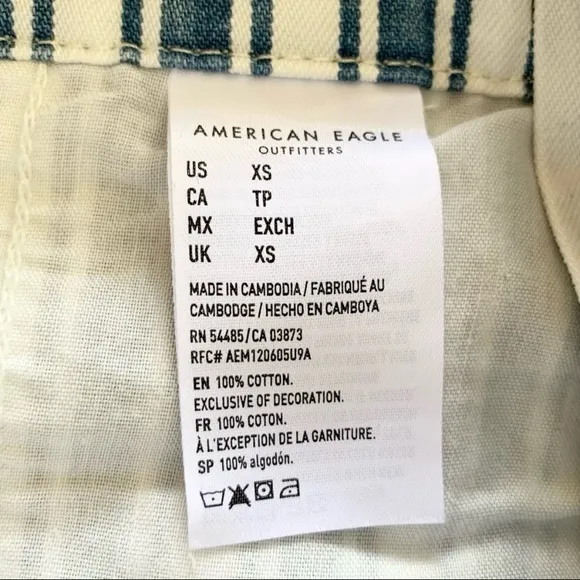 AMERICAN EAGLE
OUTFITTERS
US XS
CA TP
MX EXCH
UK XS
MADE IN CAMBODIA / FABRIQUÉ AU
CAMBODGE / HECHO EN CAMBOYA
RN 54485/CA 03873
RFC# AEM120605U9A
EN 100% COTTON.
EXCLUSIVE OF DECORATION.
FR 100% COTON.
À L'EXCEPTION DE LA GARNITURE.
SP 100% algodón.